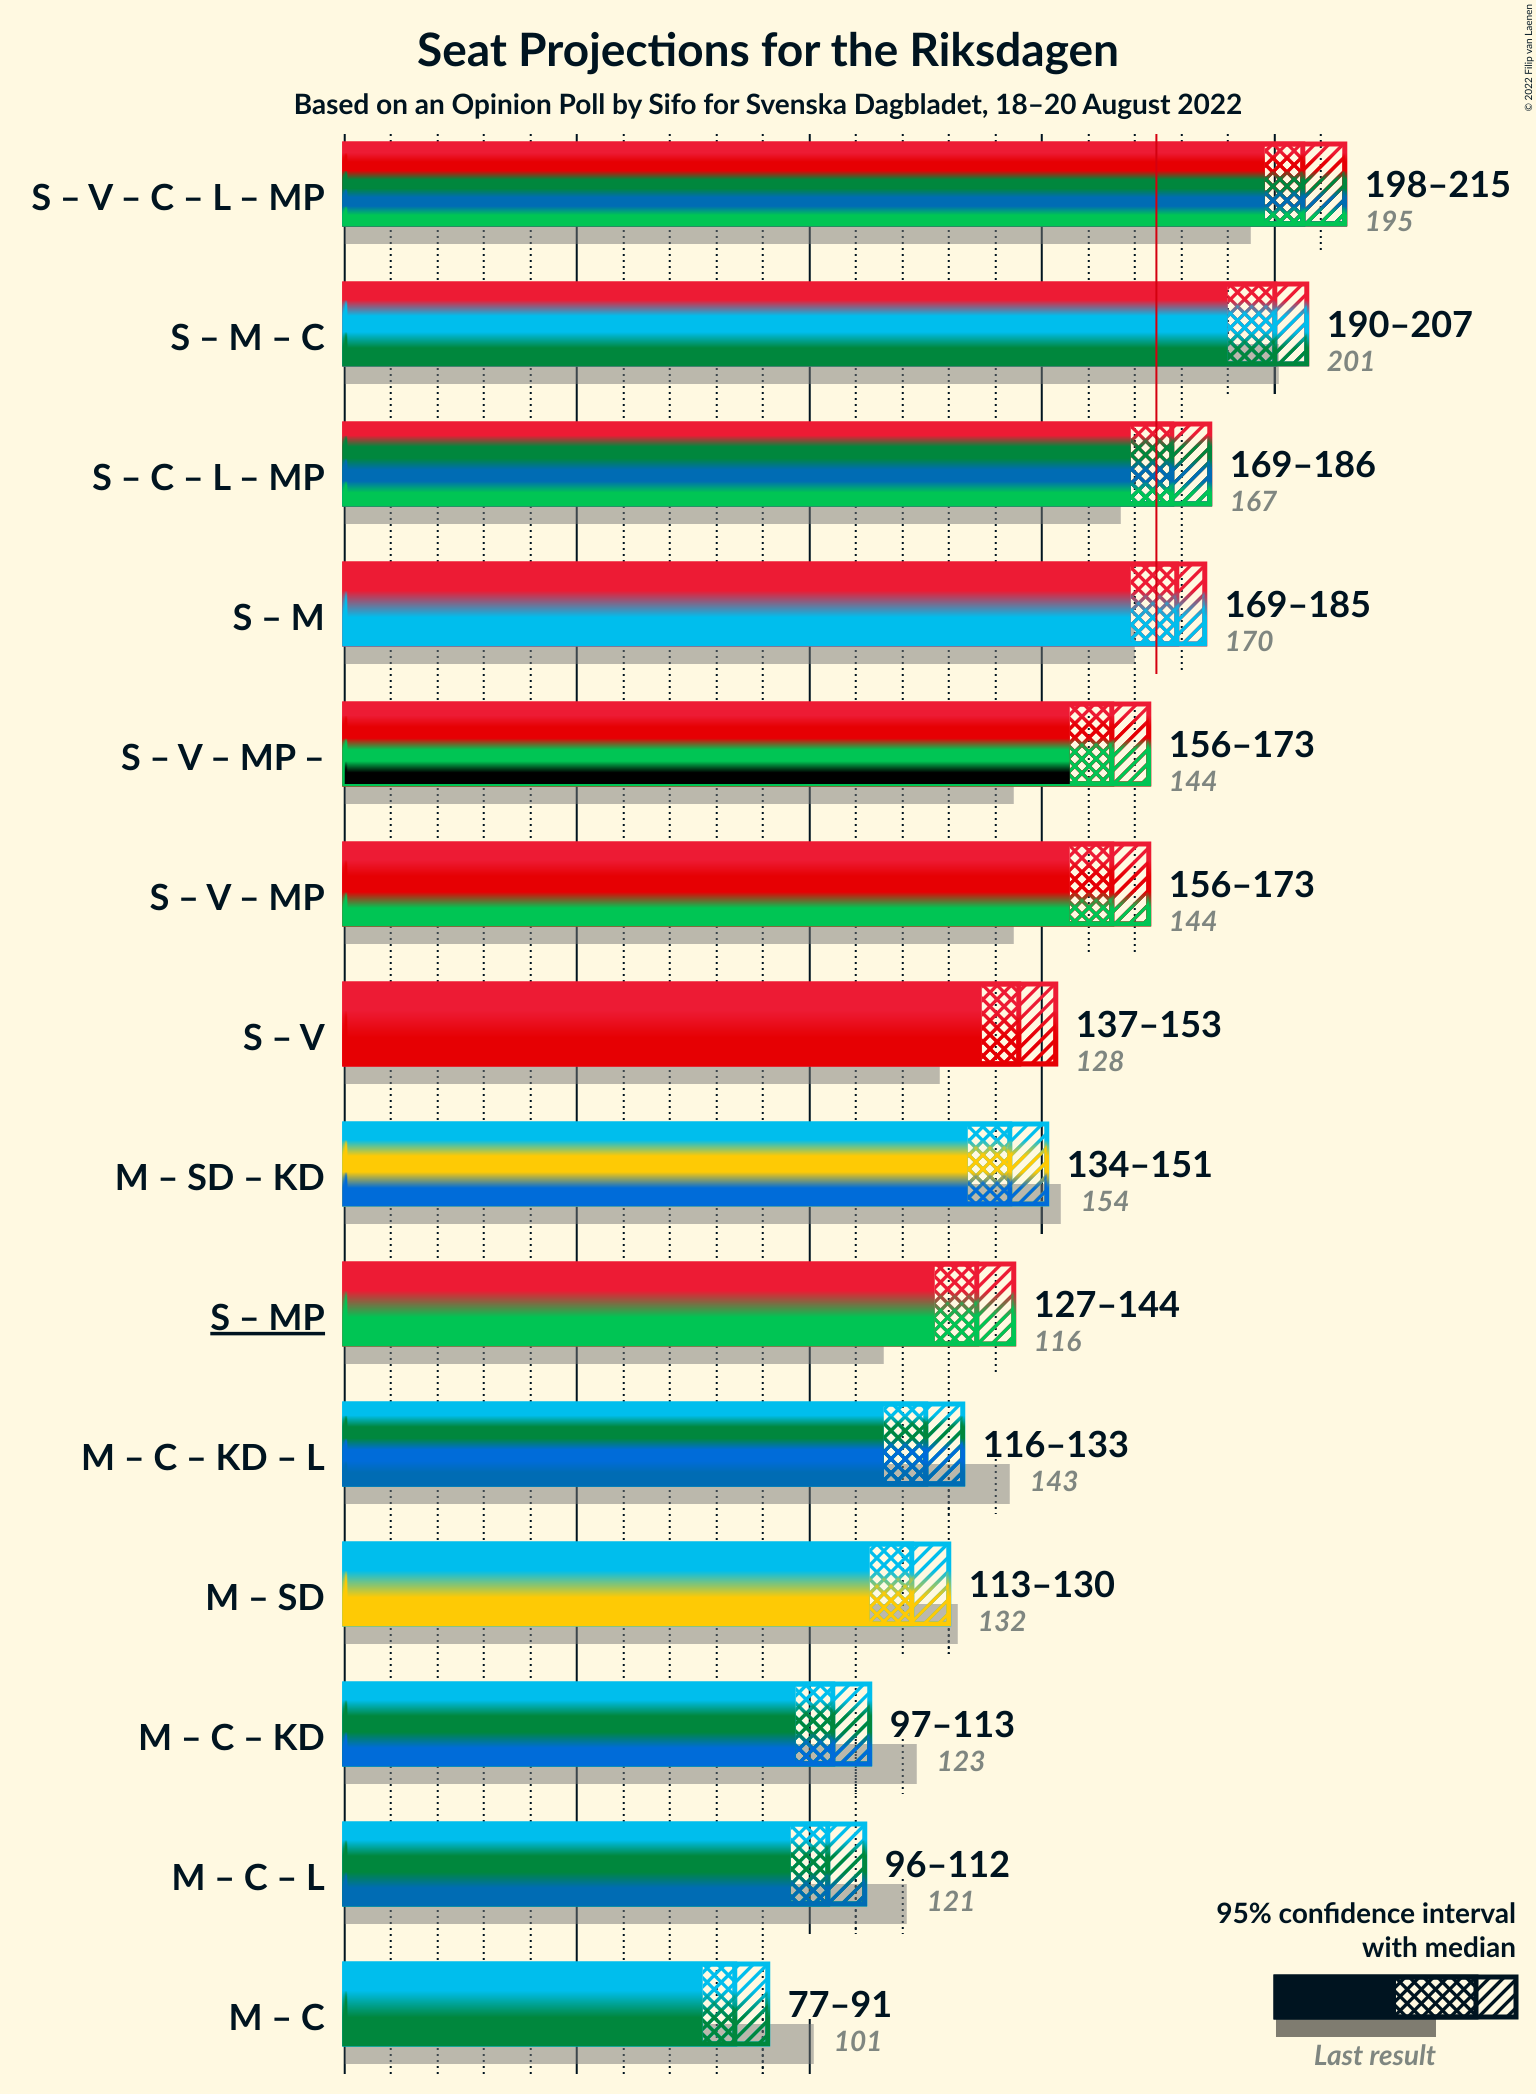 © 2022 Filip van Laenen
Seat Projections for the Riksdagen
Based on an Opinion Poll by Sifo for Svenska Dagbladet, 18–20 August 2022
S – V – C – L – MP
198–215
195
S – M – C
190–207
201
S – C – L – MP
169–186
167
S – M
169–185
170
S – V – MP –
156–173
144
S – V – MP
156–173
144
S – V
137–153
128
M – SD – KD
134–151
154
S – MP
127–144
116
M – C – KD – L
116–133
143
M – SD
113–130
132
M – C – KD
97–113
123
M – C – L
96–112
121
M – C
77–91
101
95% confidence interval
with median
Last result